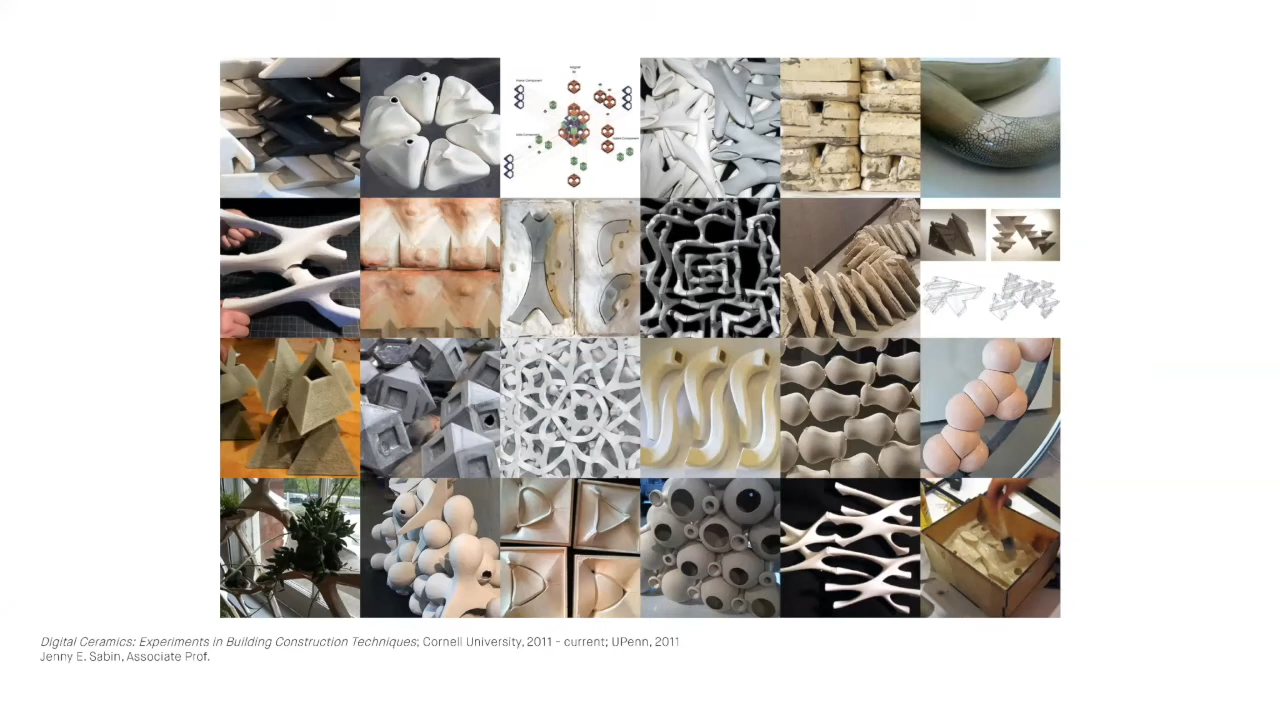 Digital Ceramics: Experiments in Building Construction Techniques; Cornell University, 2011 - current; UPenn, 2011
Jenny E. Sabin, Associate Prof.